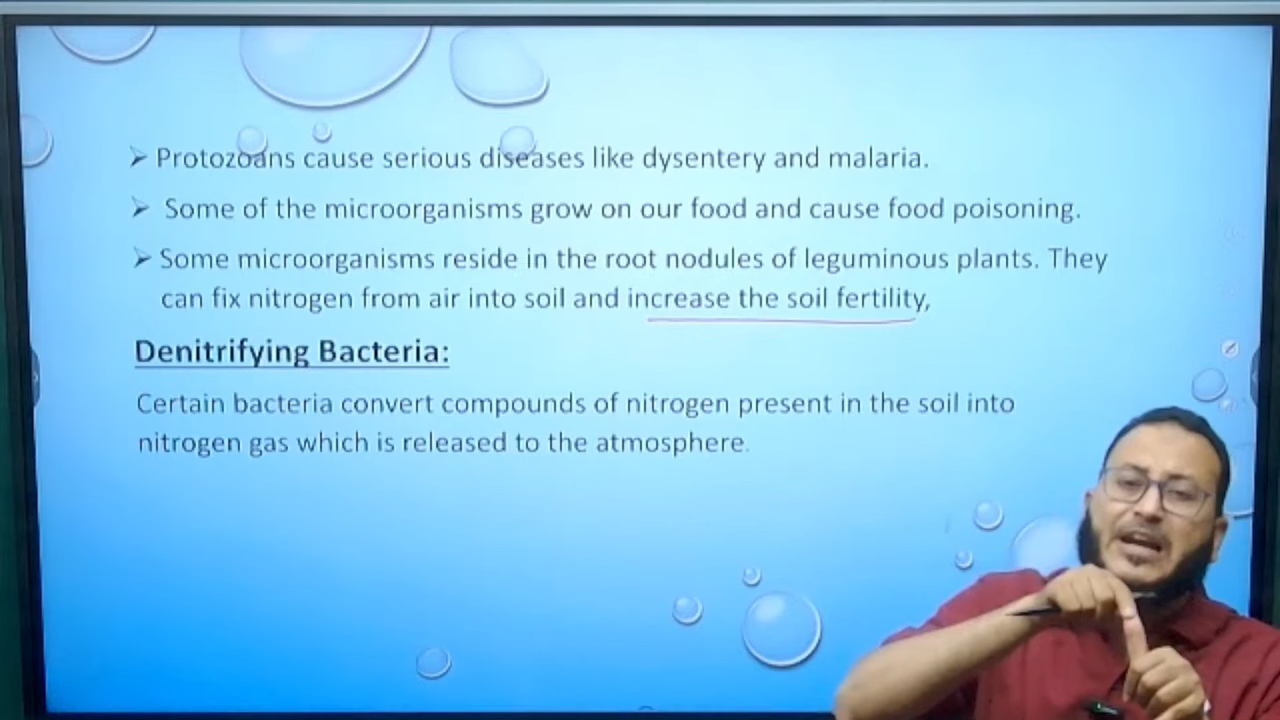 ➢ Protozoans cause serious diseases like dysentery and malaria.
➢ Some of the microorganisms grow on our food and cause food poisoning.
➢ Some microorganisms reside in the root nodules of leguminous plants. They
can fix nitrogen from air into soil and increase the soil fertility,
Denitrifying Bacteria:
Certain bacteria convert compounds of nitrogen present in the soil into
nitrogen gas which is released to the atmosphere.